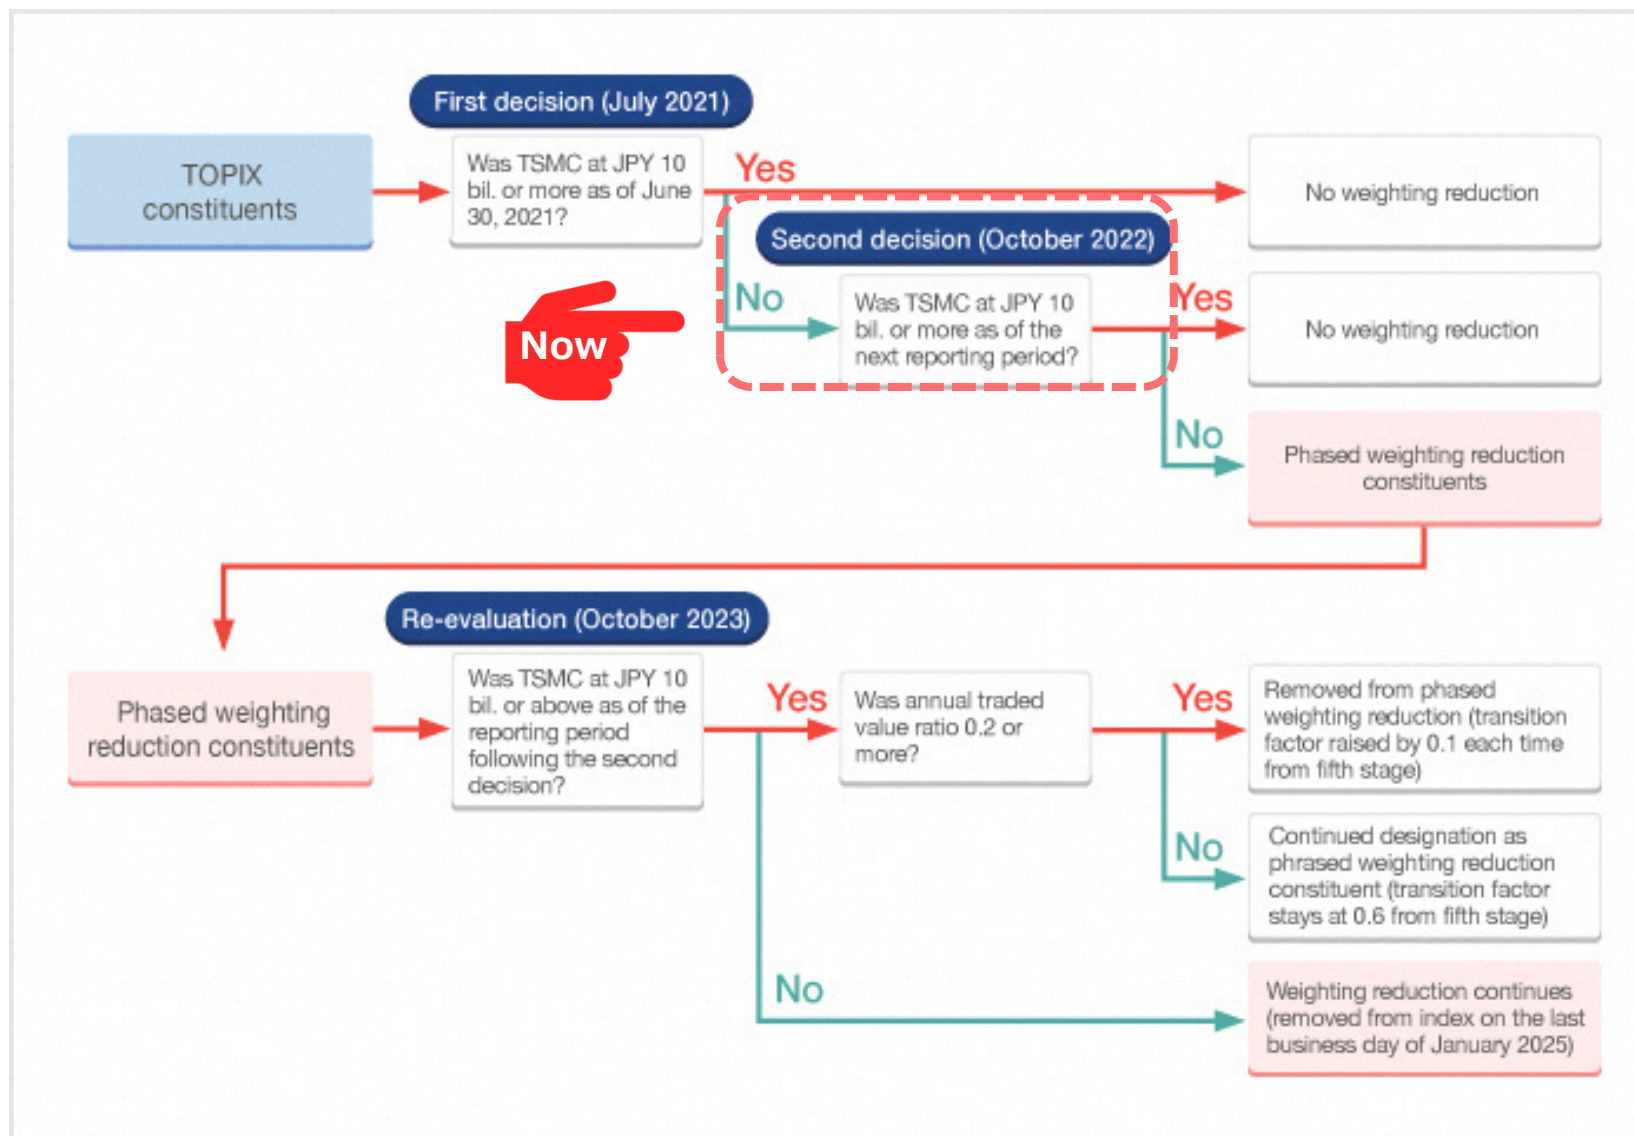 First decision (July 2021)
TOPIX
constituents
Was TSMC at JPY 10
bil. or more as of June
30, 2021?
Yes
No weighting reduction
Second decision (October 2022)
No
Was TSMC at JPY 10
bil. or more as of the
next reporting period?
Yes
No weighting reduction
Now
No
Phased weighting reduction
constituents
Re-evaluation (October 2023)
Phased weighting
reduction constituents
Was TSMC at JPY 10
bil. or above as of the
reporting period
following the second
decision?
Yes
Was annual traded
value ratio 0.2 or
more?
Yes
Removed from phased
weighting reduction (transition
factor raised by 0.1 each time
from fifth stage)
No
Continued designation as
phrased weighting reduction
constituent (transition factor
stays at 0.6 from fifth stage)
No
Weighting reduction continues
(removed from index on the last
business day of January 2025)